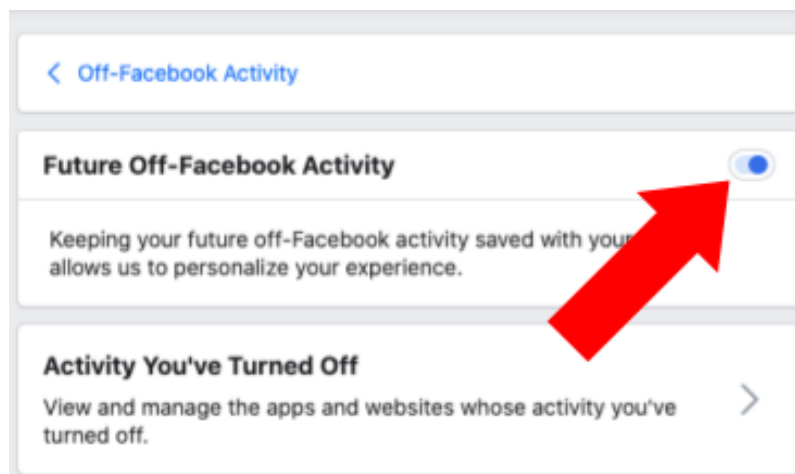 Off-Facebook Activity
Future Off-Facebook Activity
Keeping your future off-Facebook activity saved with your
allows us to personalize your experience.
Activity You've Turned Off
View and manage the apps and websites whose activity you've
turned off.